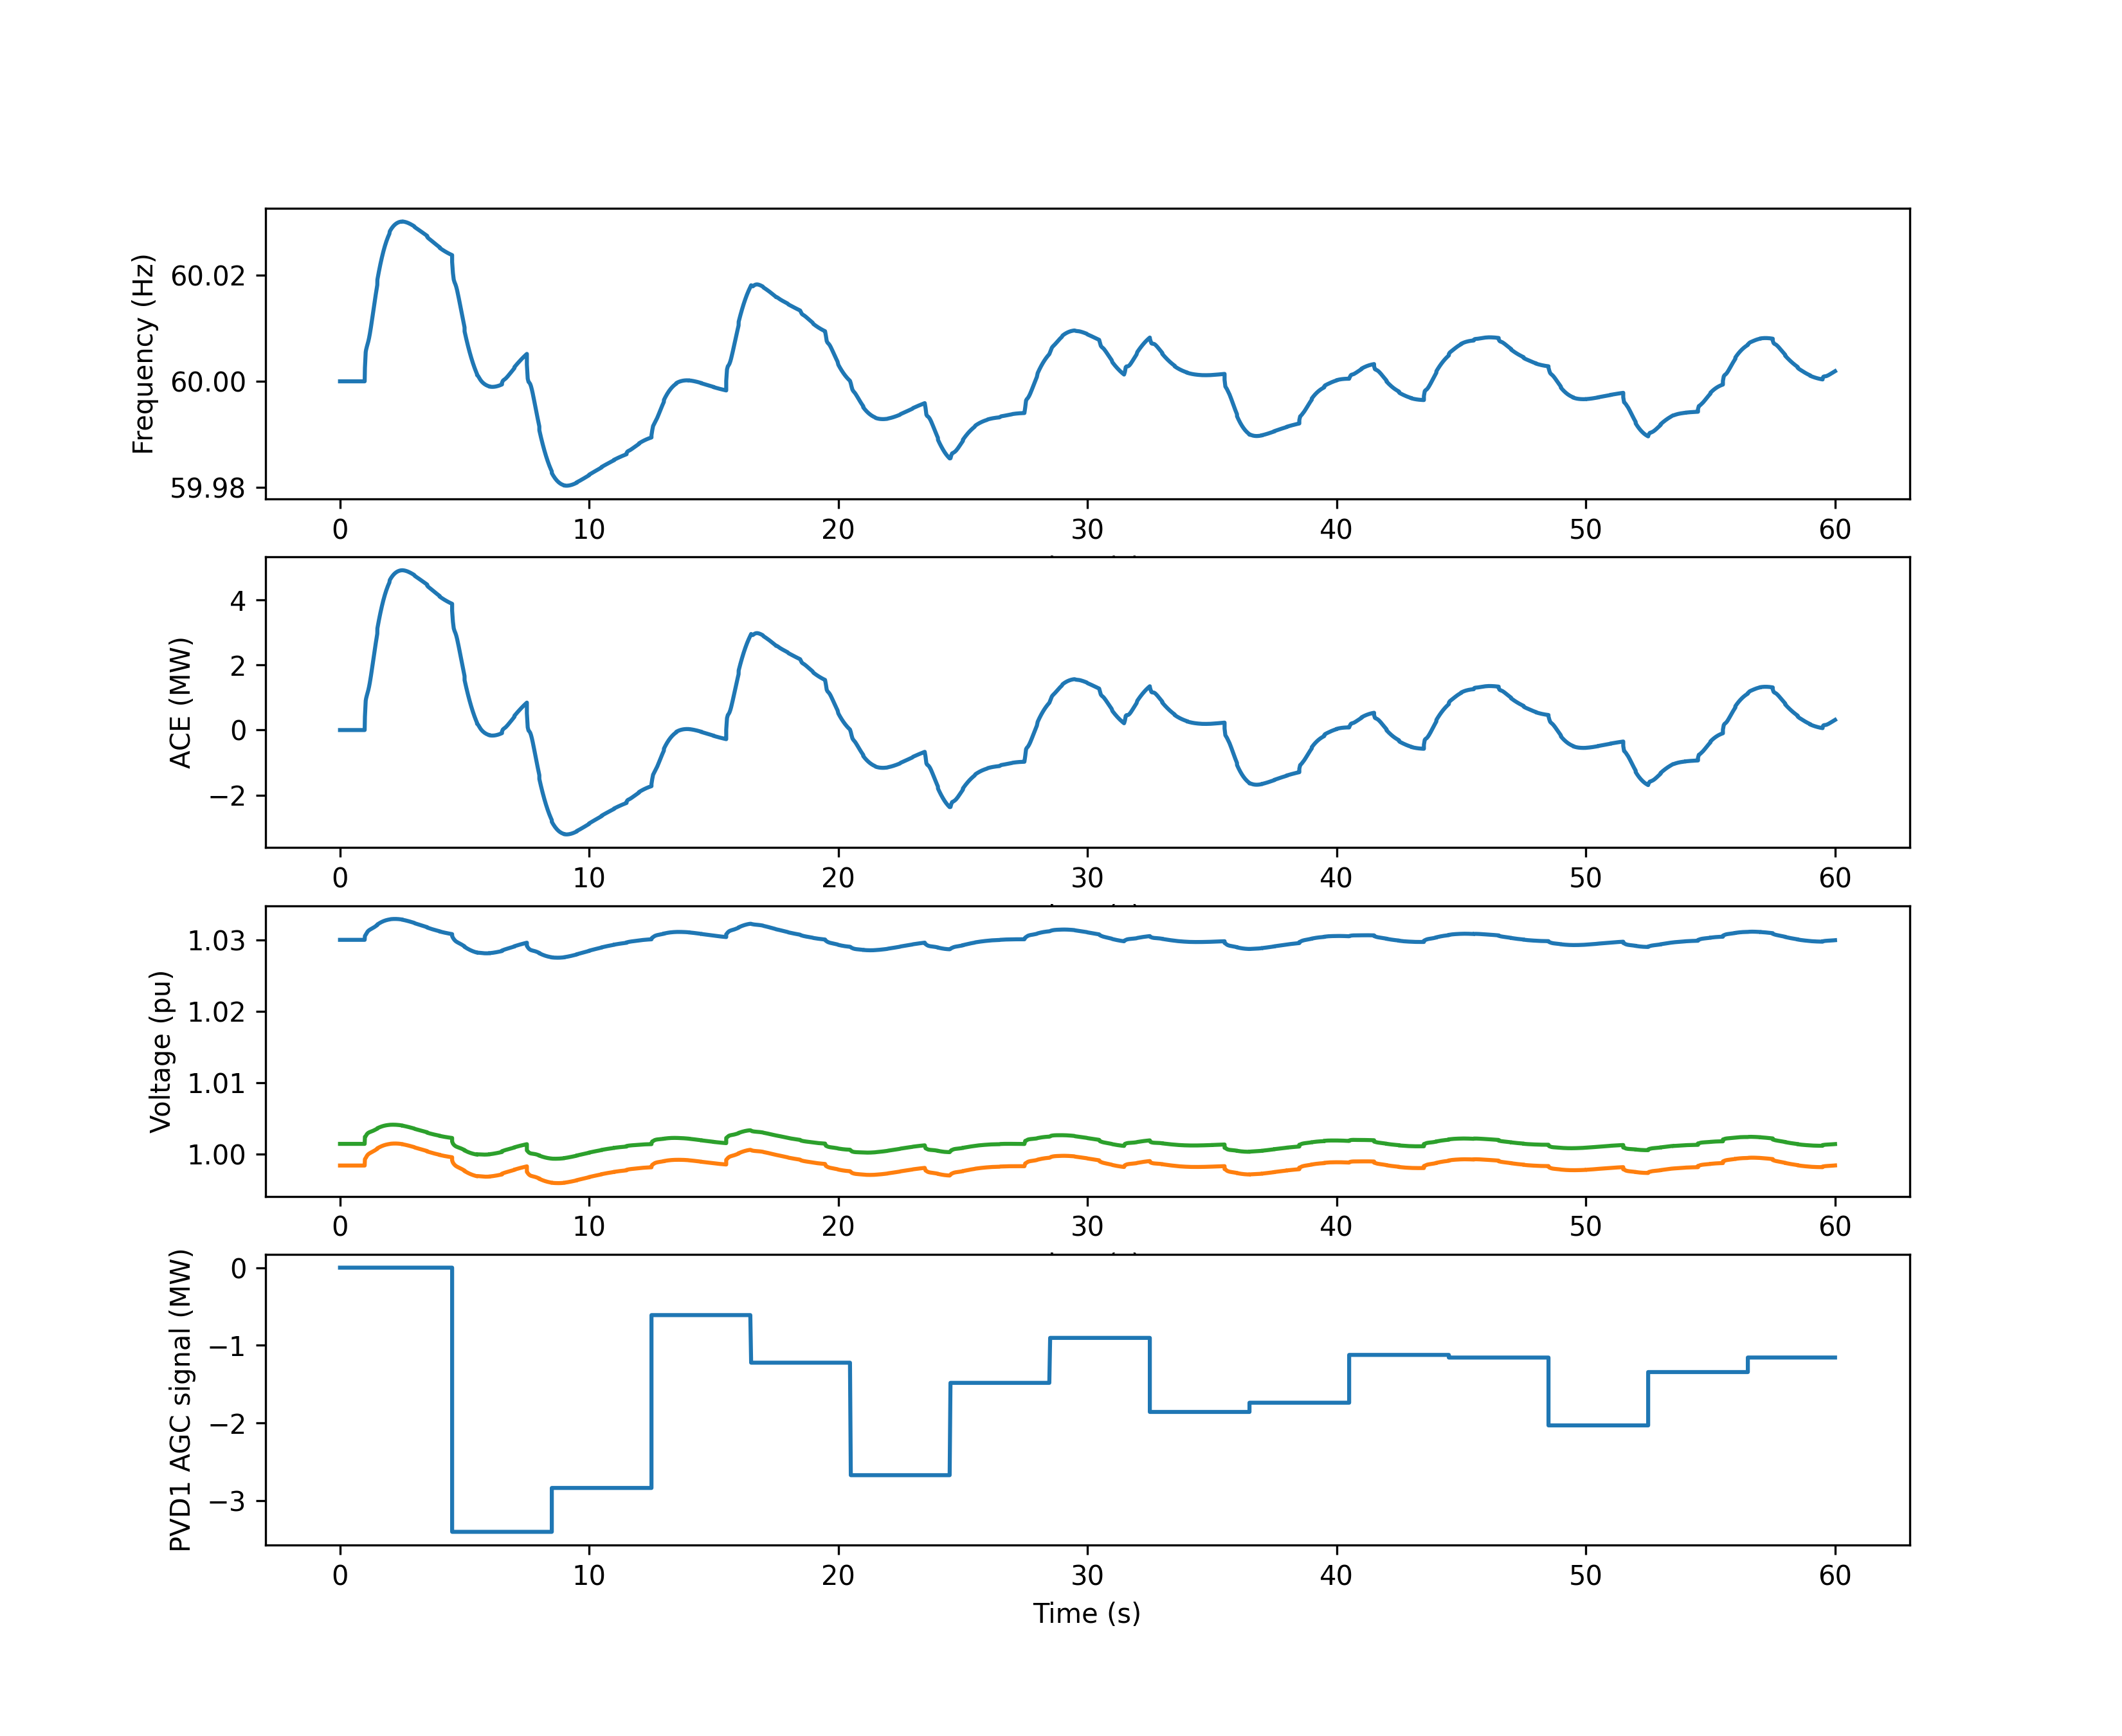 Frequency (Hz)
60.02
60.00
59.98
0 10 20 30 40 50 60
ACE (MW)
4
2
0
−2
0 10 20 30 40 50 60
Voltage (pu)
1.03
1.02
1.01
1.00
0 10 20 30 40 50 60
PVD1 AGC signal (MW)
0
−1
−2
−3
0 10 20 30 40 50 60
Time (s)